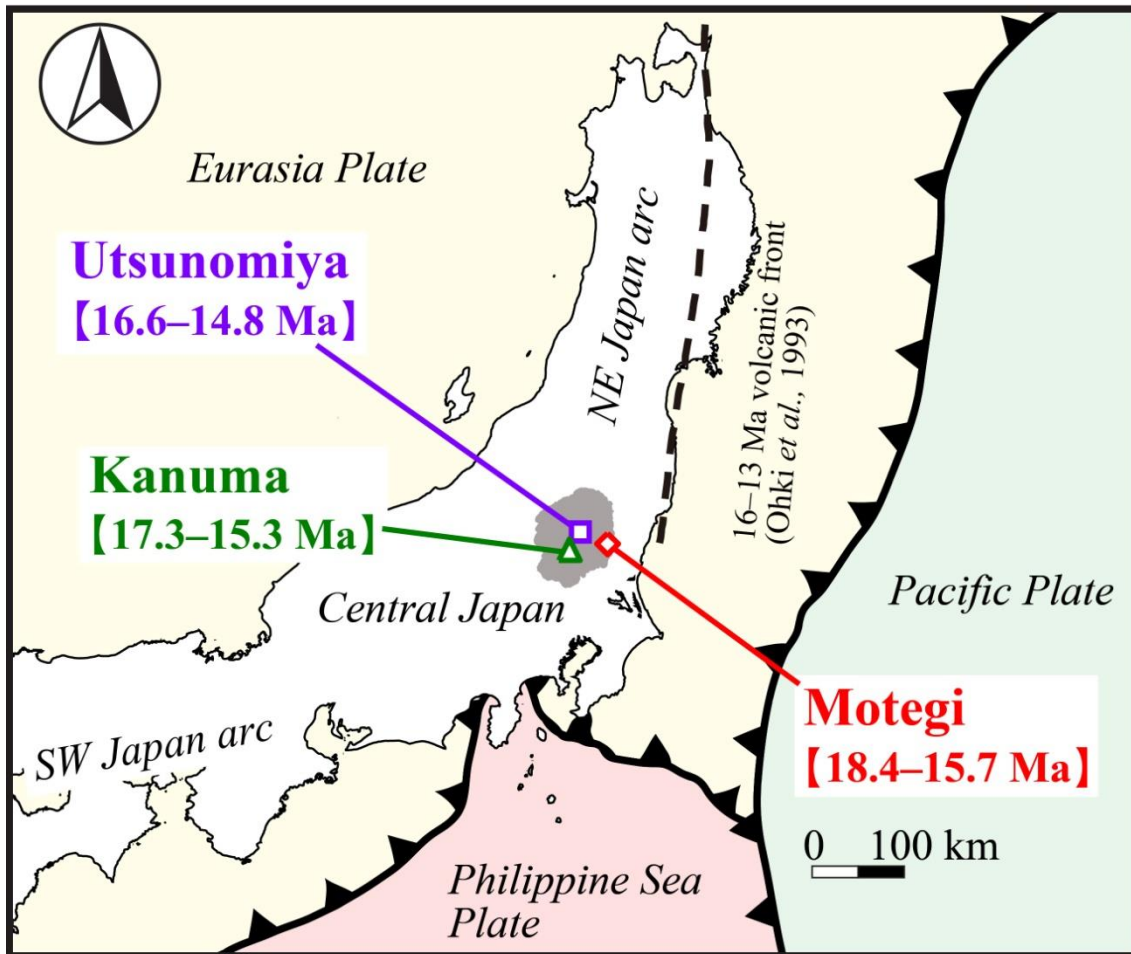 Eurasia Plate
Utsunomiya
【16.6–14.8 Ma】
NE Japan arc
16–13 Ma volcanic front
(Ohki et al., 1993)
Kanuma
【17.3–15.3 Ma】
Central Japan
Pacific Plate
Motegi
【18.4–15.7 Ma】
SW Japan arc
0 100 km
Philippine Sea
Plate